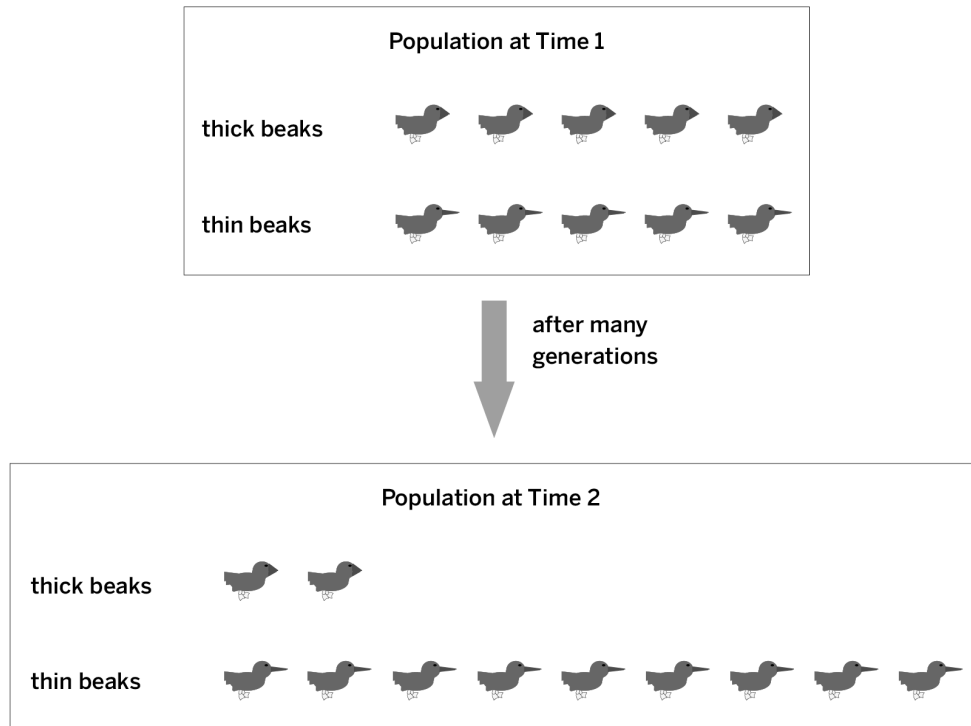 Population at Time 1
thick beaks
thin beaks
after many
generations
Population at Time 2
thick beaks
thin beaks